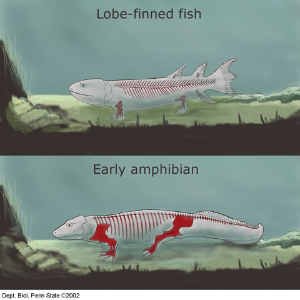 Lobe-finned fish
Early amphibian
Dept. Biol. Penn State ©2002